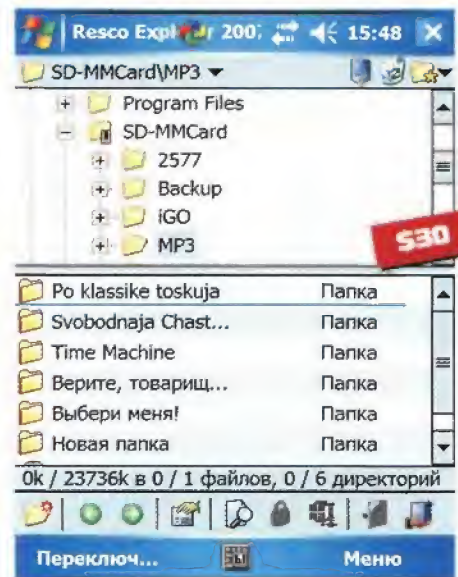 Resco Expl 200; 15:48
SD-MMCard\MP3
Program Files
SD-MMCard
2577
Backup
iGO
MP3
$30
Po klassike toskuja Папка
Svobodnaja Chast... Папка
Time Machine Папка
Верите, товарищ... Папка
Выбери меня! Папка
Новая папка Папка
0k / 23736k в 0 / 1 файлов, 0 / 6 директорий
Переключ... Меню